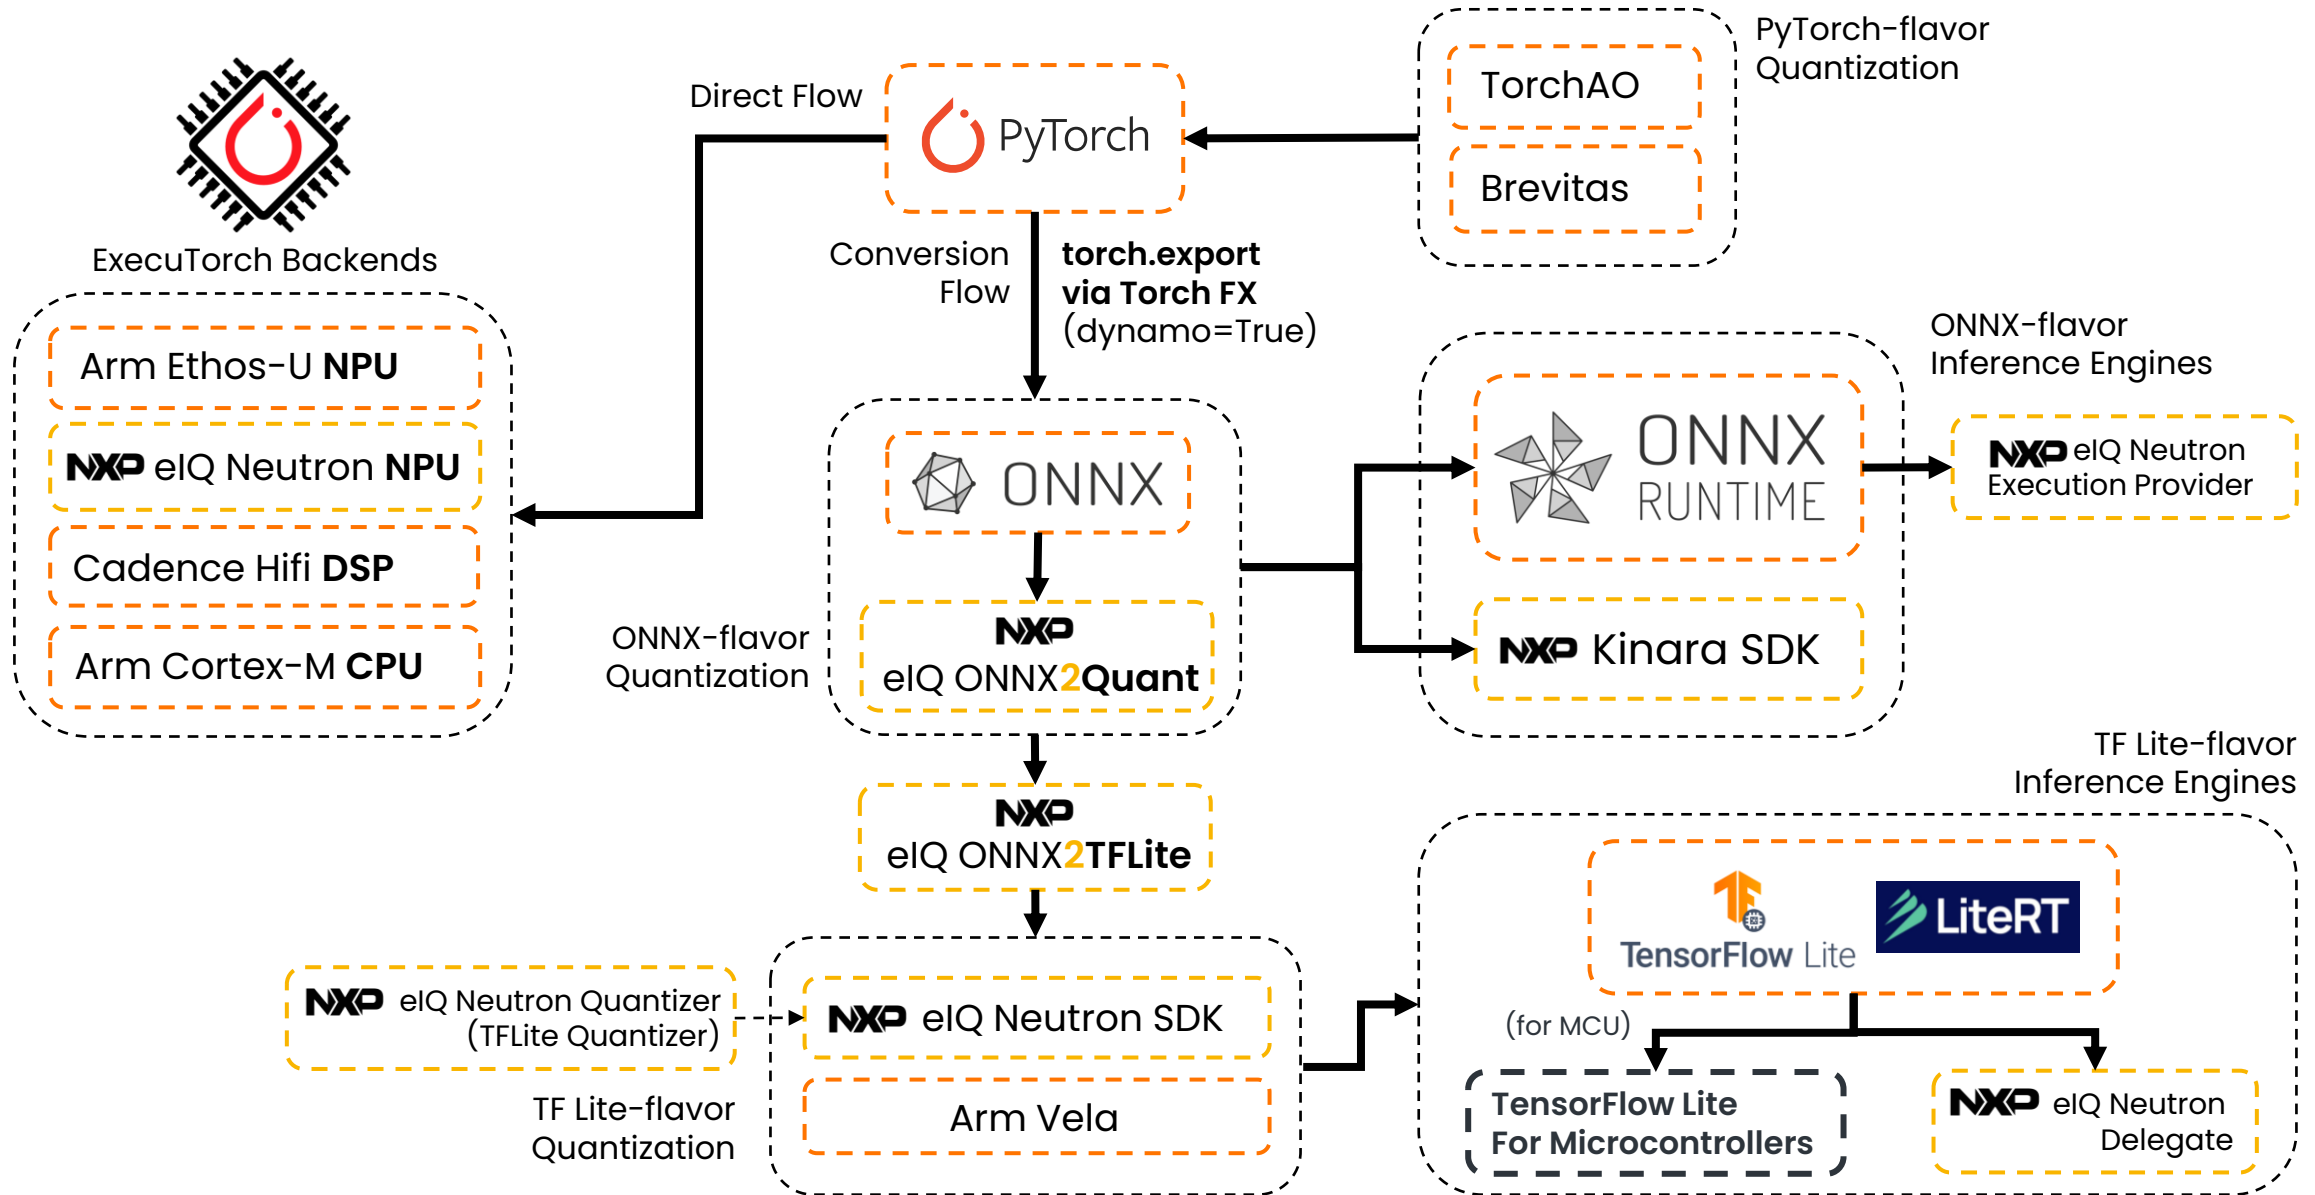 PyTorch-flavor
Quantization
TorchAO
Brevitas
Direct Flow
PyTorch
Conversion
Flow
torch.export
via Torch FX
(dynamo=True)
ExecuTorch Backends
Arm Ethos-U NPU
NXP eIQ Neutron NPU
Cadence Hifi DSP
Arm Cortex-M CPU
ONNX
NXP
eIQ ONNX2Quant
ONNX-flavor
Quantization
ONNX-flavor
Inference Engines
ONNX
RUNTIME
NXP eIQ Neutron
Execution Provider
NXP Kinara SDK
NXP
eIQ ONNX2TFLite
NXP eIQ Neutron Quantizer
(TFLite Quantizer)
NXP eIQ Neutron SDK
Arm Vela
TF Lite-flavor
Quantization
TF Lite-flavor
Inference Engines
TensorFlow Lite
LiteRT
(for MCU)
TensorFlow Lite
For Microcontrollers
NXP eIQ Neutron
Delegate